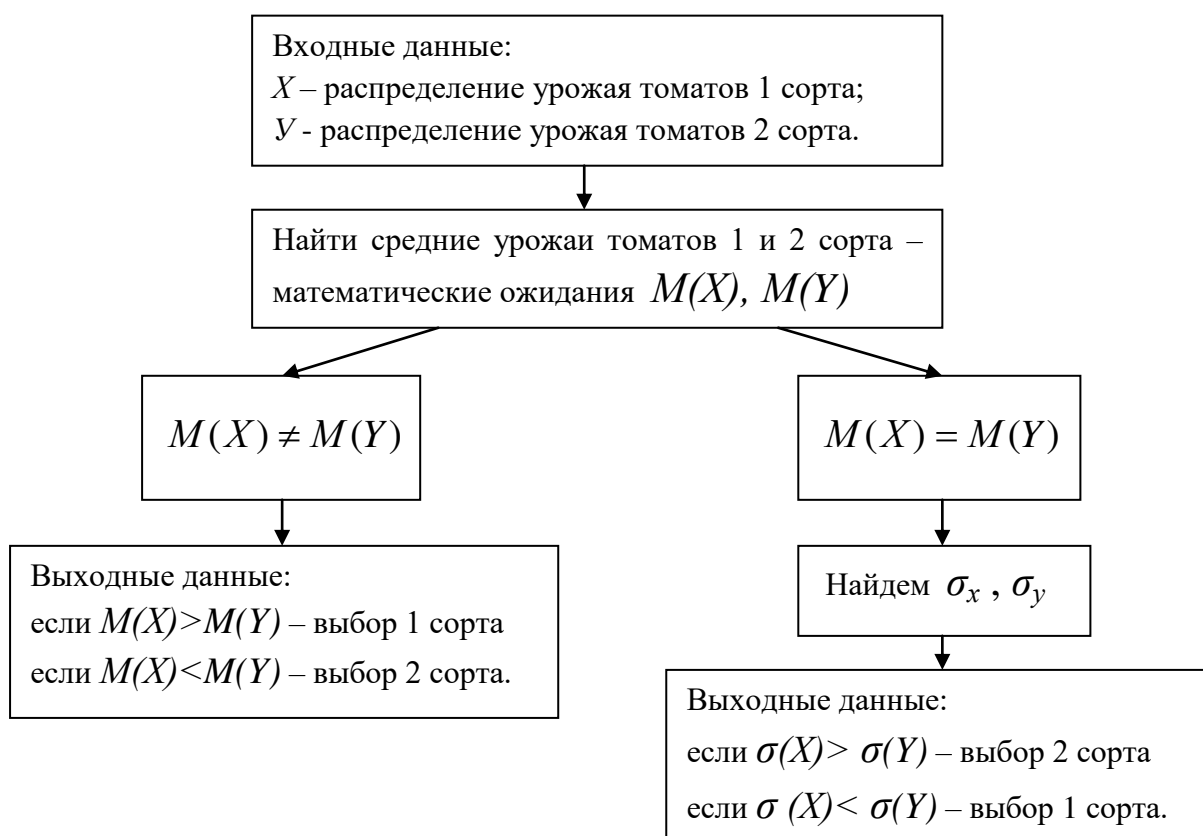 Входные данные:
X – распределение урожая томатов 1 сорта;
У - распределение урожая томатов 2 сорта.
Найти средние урожаи томатов 1 и 2 сорта –
математические ожидания M(X), M(Y)
M(X) ≠ M(Y)
M(X) = M(Y)
Выходные данные:
если M(X)>M(Y) – выбор 1 сорта
если M(X)<M(Y) – выбор 2 сорта.
Найдем σx , σy
Выходные данные:
если σ(X)> σ(Y) – выбор 2 сорта
если σ (X)< σ(Y) – выбор 1 сорта.